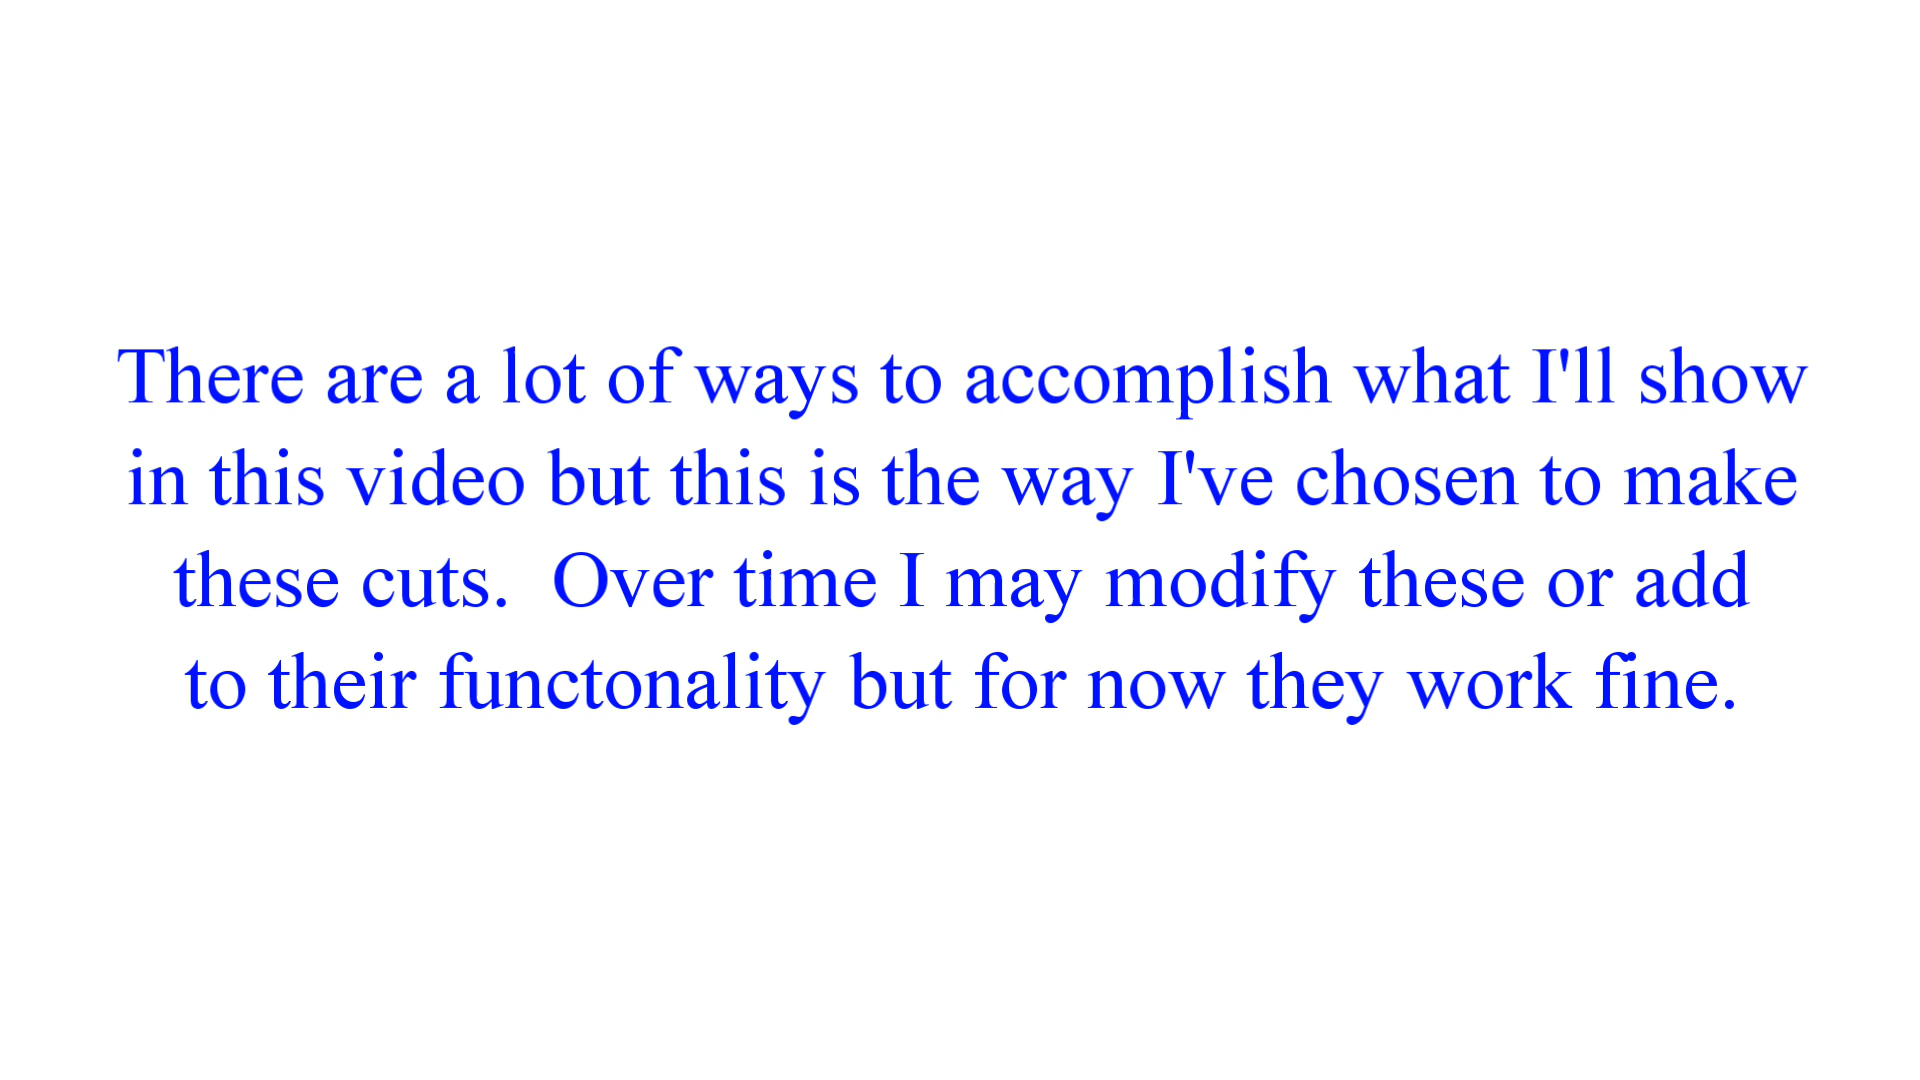 There are a lot of ways to accomplish what I'll show
in this video but this is the way I've chosen to make
these cuts.  Over time I may modify these or add
to their functonality but for now they work fine.